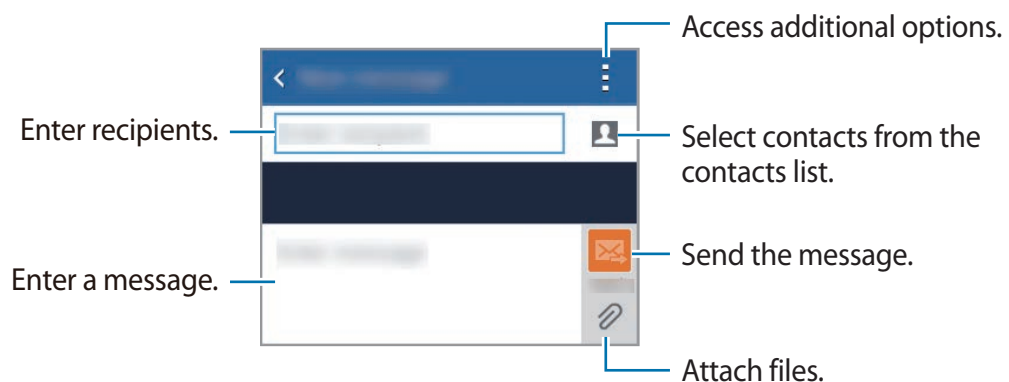 Access additional options.
Enter recipients.
Select contacts from the
contacts list.
Send the message.
Enter a message.
Attach files.